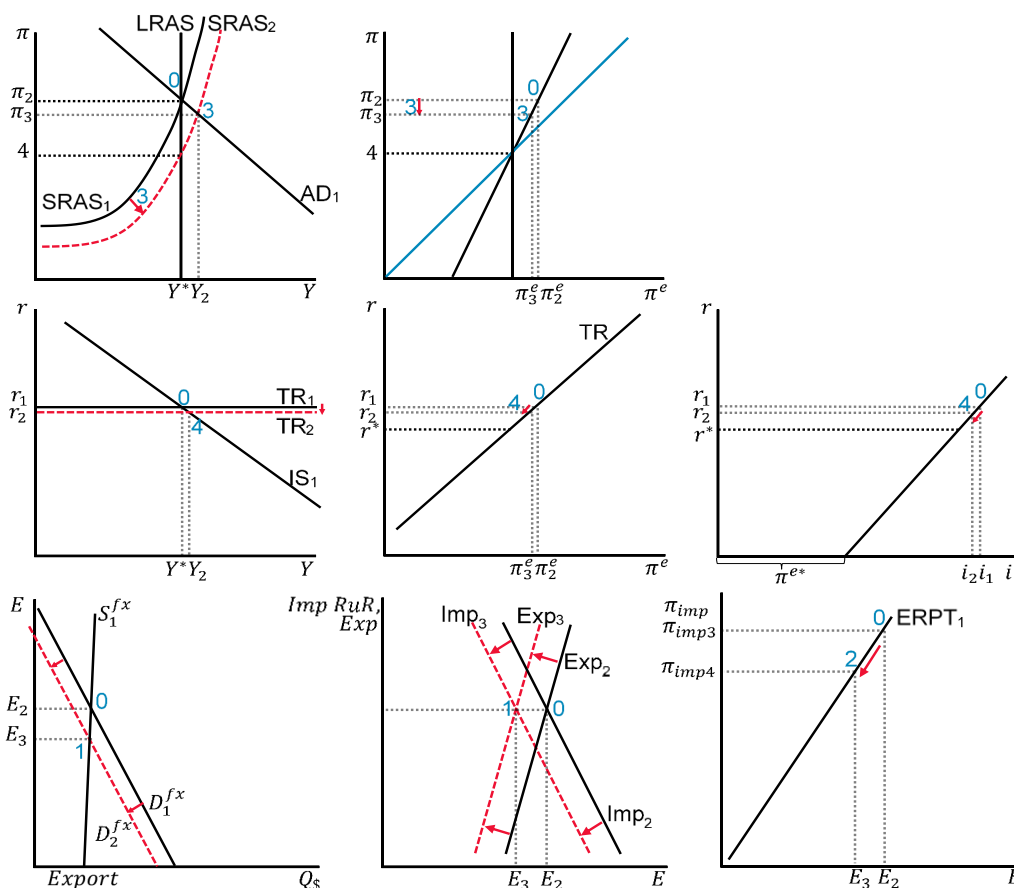 π
LRAS
SRAS₂
0
π₂
π₃
3
4
SRAS₁
3
AD₁
Y*
Y₂
Y
π
0
π₂
3
3
π₃
4
π₃ᵉ
π₂ᵉ
πᵉ
r
0
r₁
TR₁
r₂
TR₂
4
IS₁
Y*
Y₂
Y
r
TR
0
r₁
4
r₂
r*
π₃ᵉ
π₂ᵉ
πᵉ
r
0
r₁
4
r₂
r*
πᵉ*
i₂
i₁
i
E
S₁ᶠˣ
0
E₂
E₃
1
D₁ᶠˣ
D₂ᶠˣ
Export
Q$
Imp RuR,
Exp
Imp₃
Exp₃
Exp₂
1
0
Imp₂
E₃
E₂
E
π imp
π imp3
0
ERPT₁
2
π imp4
E₃
E₂
E